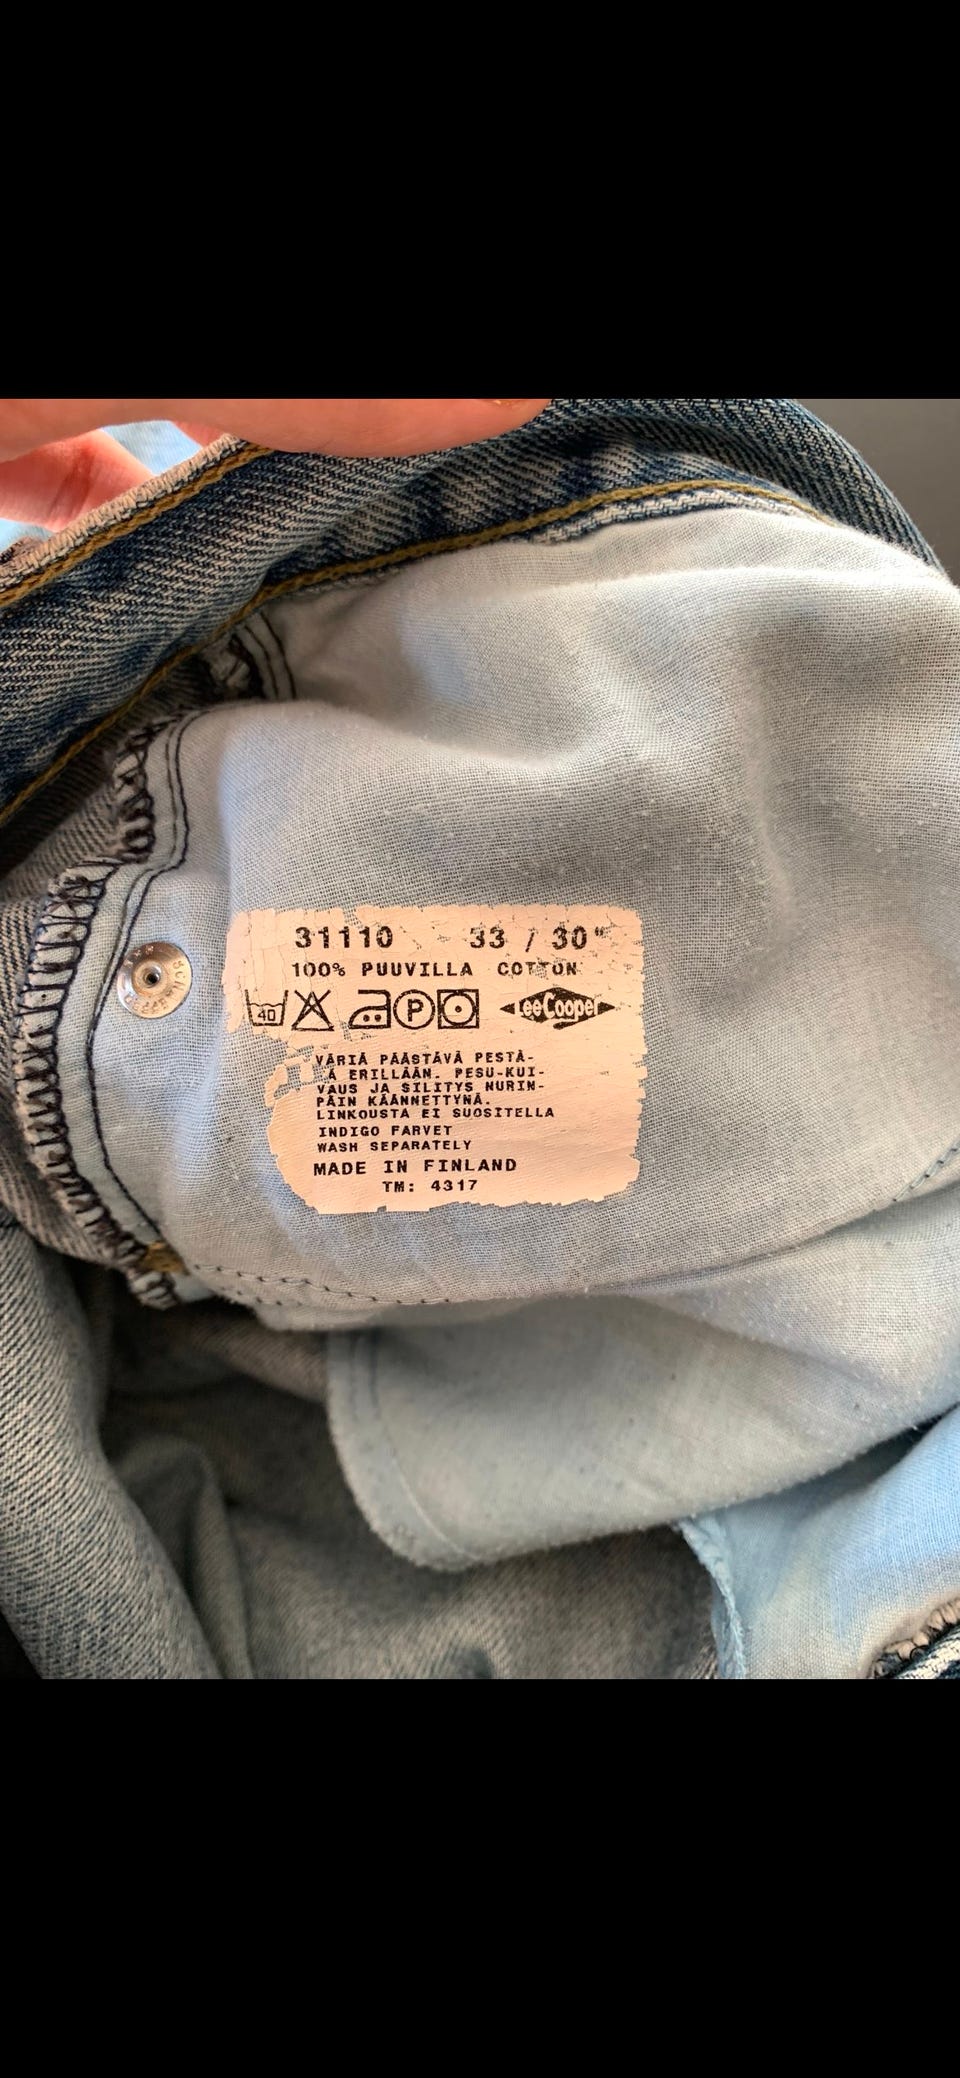 31110 33 / 30"
100% PUUVILLA COTTON
40 P LeeCooper
VÄRIÄ PÄÄSTÄVÄ PESTÄ-
Ä ERILLÄÄN. PESU-KUI-
VAUS JA SILITYS NURIN-
PÄIN KÄÄNNETTYNÄ.
LINKOUSTA EI SUOSITELLA
INDIGO FARVET
WASH SEPARATELY
MADE IN FINLAND
TM: 4317